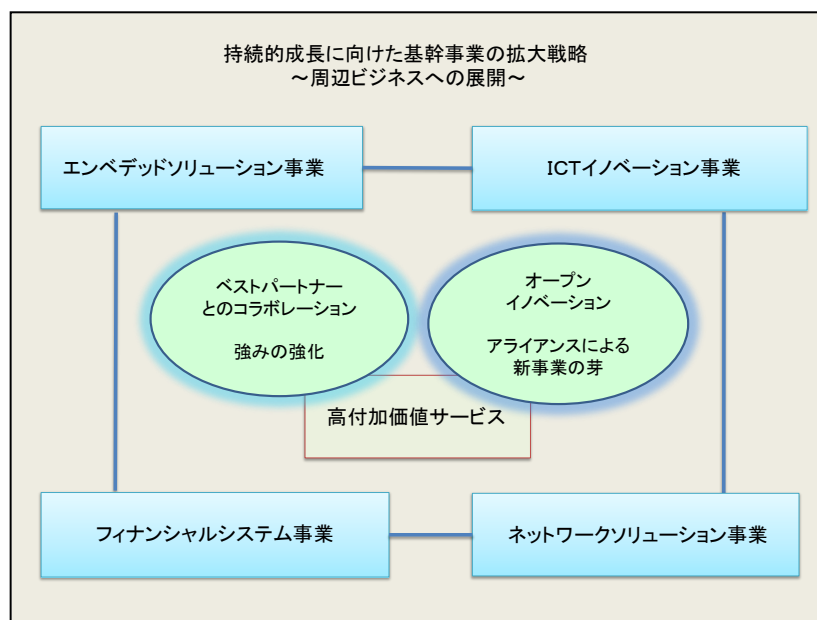 持続的成長に向けた基幹事業の拡大戦略
～周辺ビジネスへの展開～
エンベデッドソリューション事業
ICTイノベーション事業
ベストパートナー
とのコラボレーション
強みの強化
オープン
イノベーション
アライアンスによる
新事業の芽
高付加価値サービス
フィナンシャルシステム事業
ネットワークソリューション事業